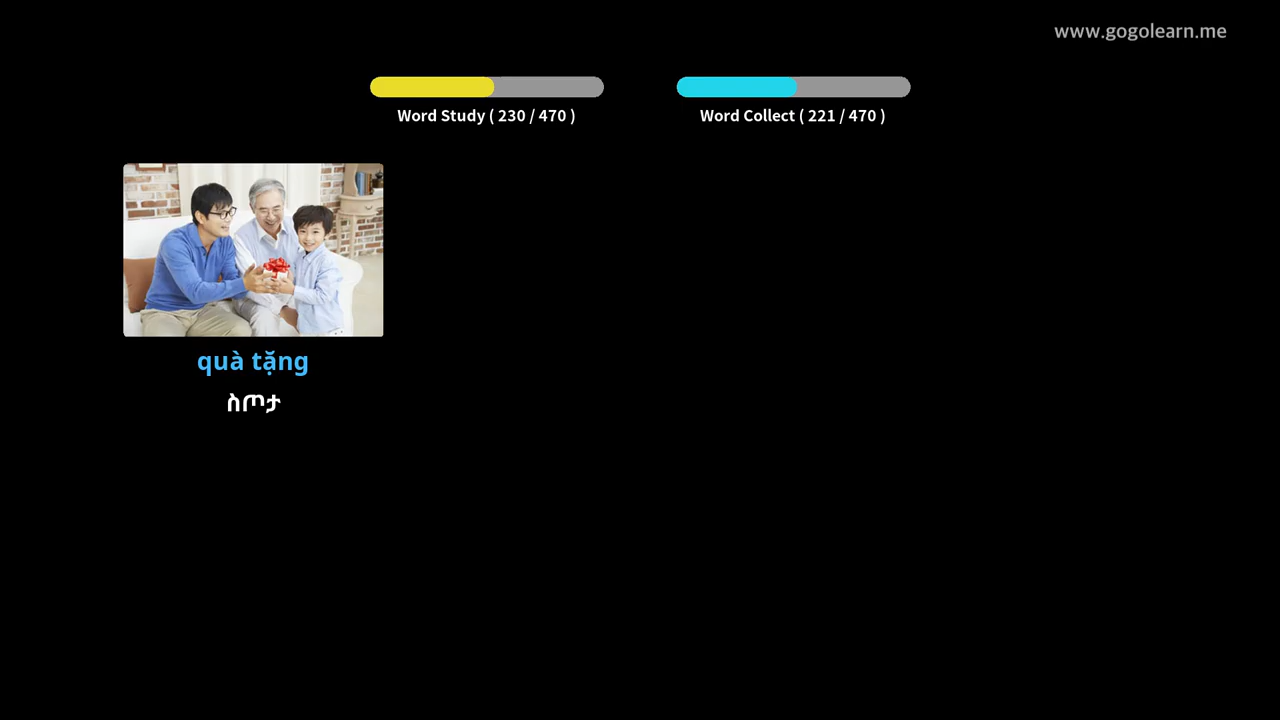 www.gogolearn.me
Word Study ( 230 / 470 )
Word Collect ( 221 / 470 )
quà tặng
ስጦታ